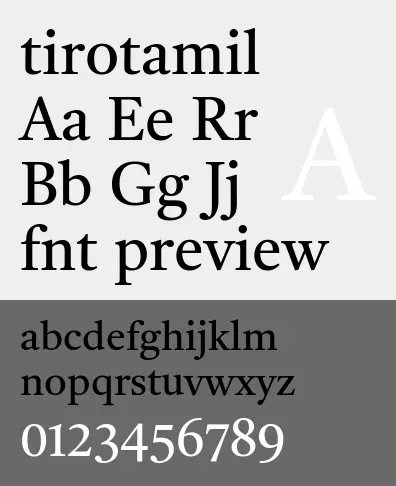 tirotamil
Aa Ee Rr
A
Bb Gg Jj
fnt preview
abcdefghijklm
nopqrstuvwxyz
0123456789